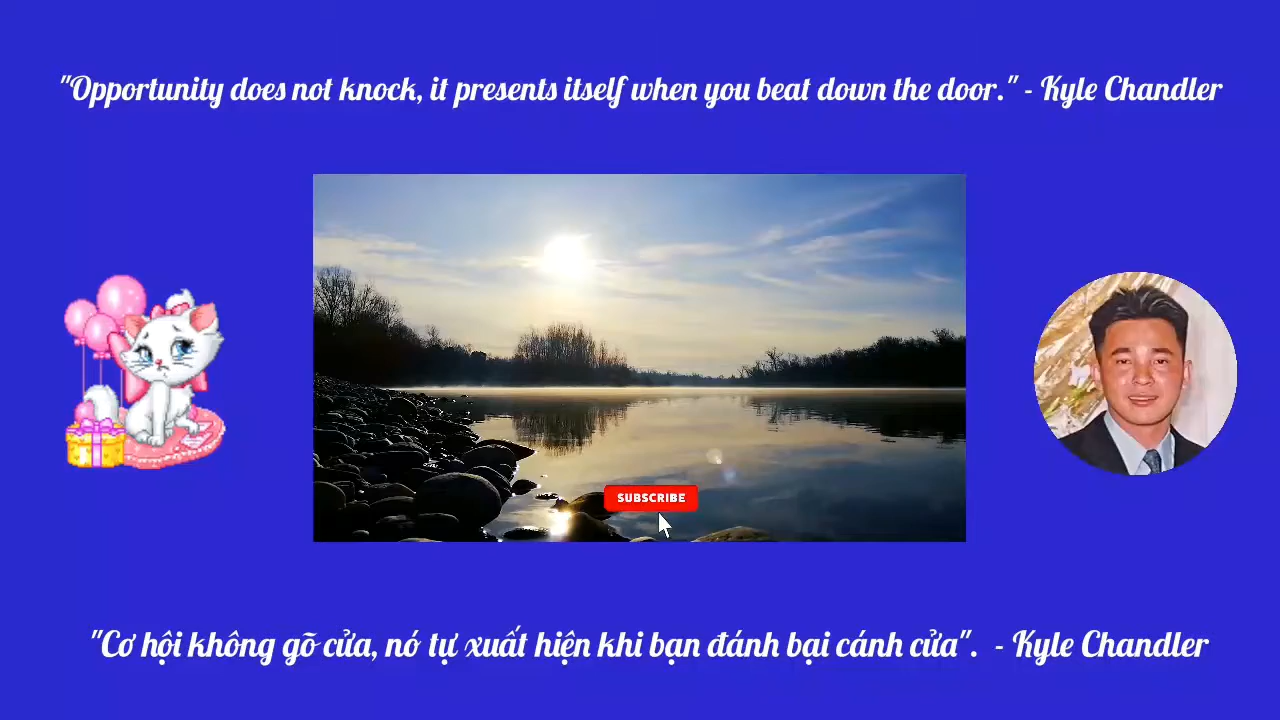 "Opportunity does not knock, it presents itself when you beat down the door." - Kyle Chandler
SUBSCRIBE
"Cơ hội không gõ cửa, nó tự xuất hiện khi bạn đánh bại cánh cửa". - Kyle Chandler